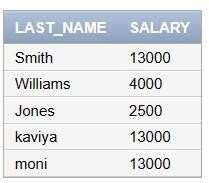 LAST_NAME SALARY
Smith 13000
Williams 4000
Jones 2500
kaviya 13000
moni 13000